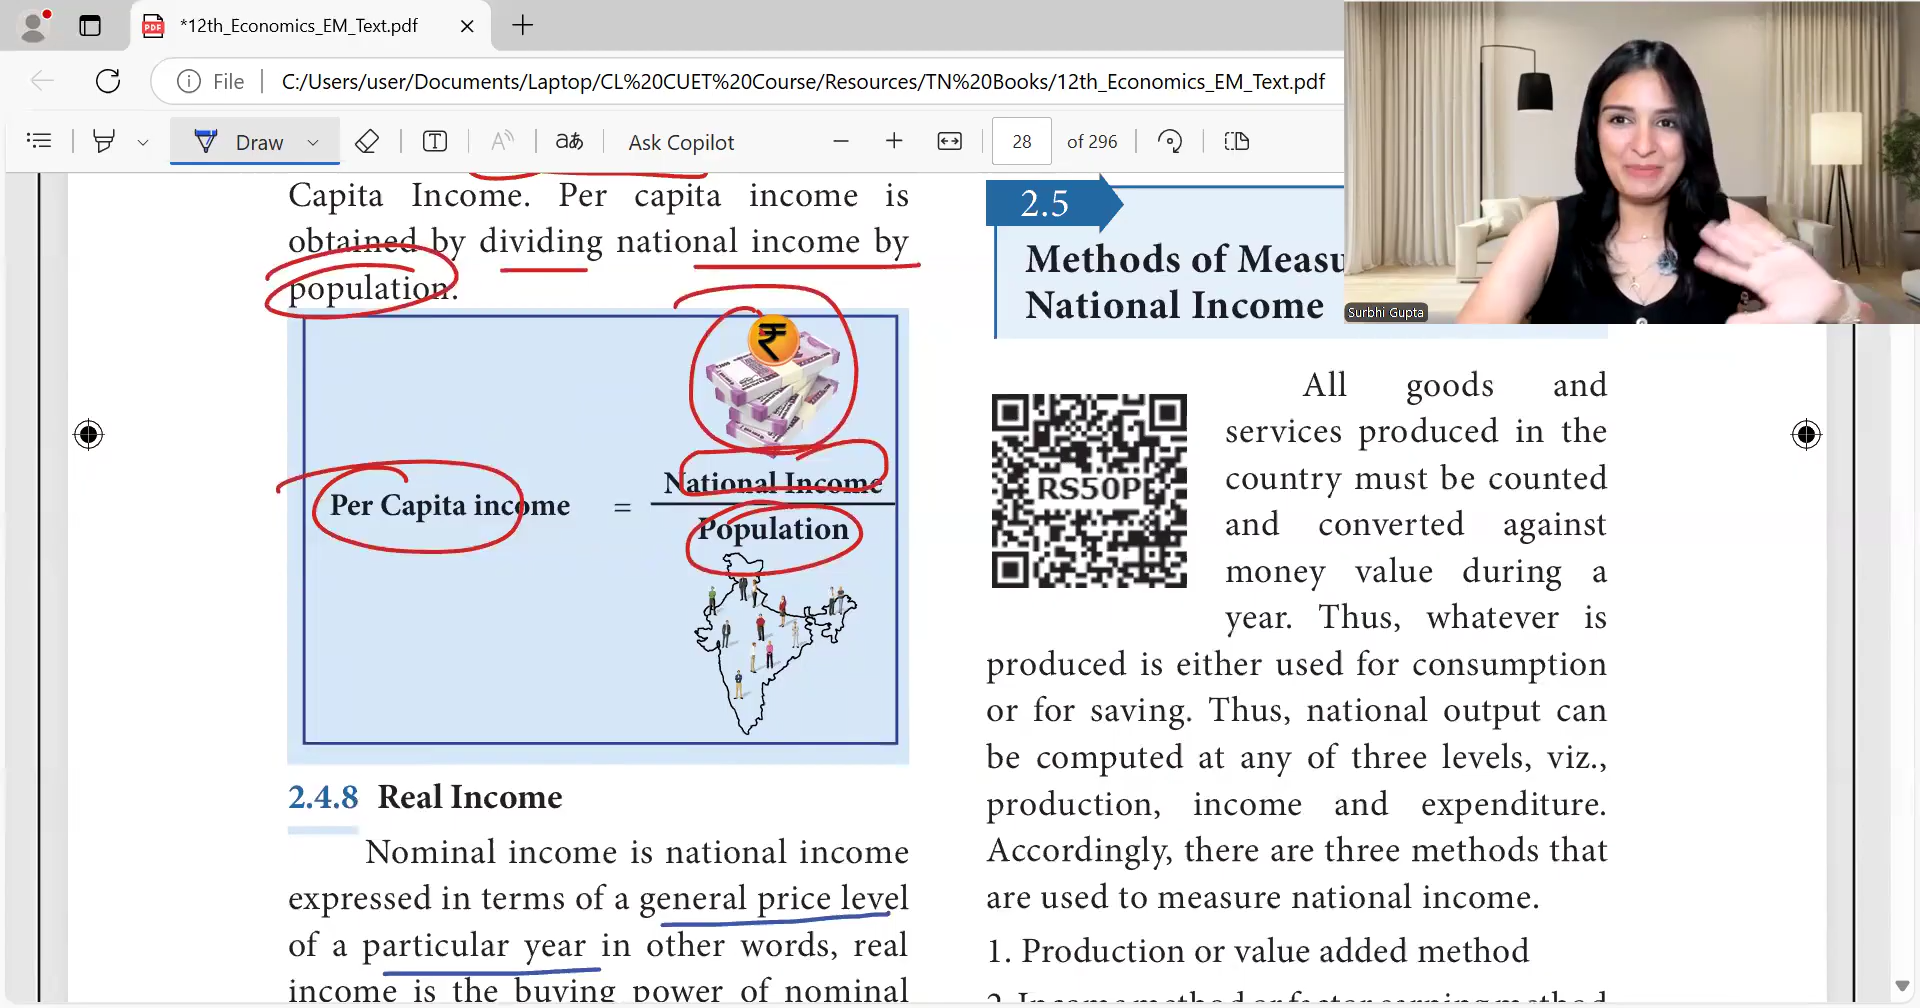 *12th_Economics_EM_Text.pdf
File
C:/Users/user/Documents/Laptop/CL%20CUET%20Course/Resources/TN%20Books/12th_Economics_EM_Text.pdf
Draw
Ask Copilot
28 of 296
Surbhi Gupta
Capita Income. Per capita income is
obtained by dividing national income by
population.
Per Capita income = National Income
Population
2.4.8 Real Income
Nominal income is national income
expressed in terms of a general price level
of a particular year in other words, real
income is the buying power of nominal
2.5
Methods of Measu
National Income
RS50P
All goods and
services produced in the
country must be counted
and converted against
money value during a
year. Thus, whatever is
produced is either used for consumption
or for saving. Thus, national output can
be computed at any of three levels, viz.,
production, income and expenditure.
Accordingly, there are three methods that
are used to measure national income.
1. Production or value added method
2. Income method or factor earning method